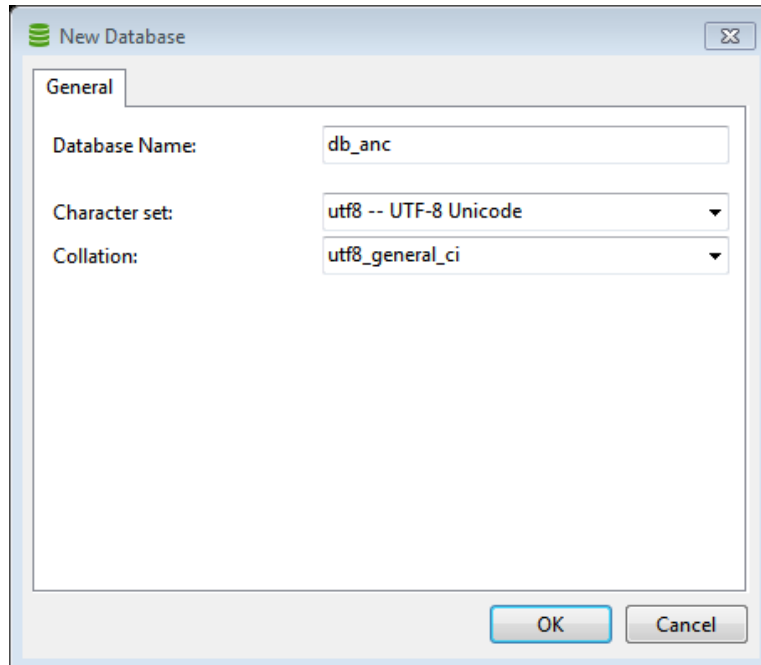 New Database
General
Database Name: db_anc
Character set: utf8 -- UTF-8 Unicode
Collation: utf8_general_ci
OK Cancel